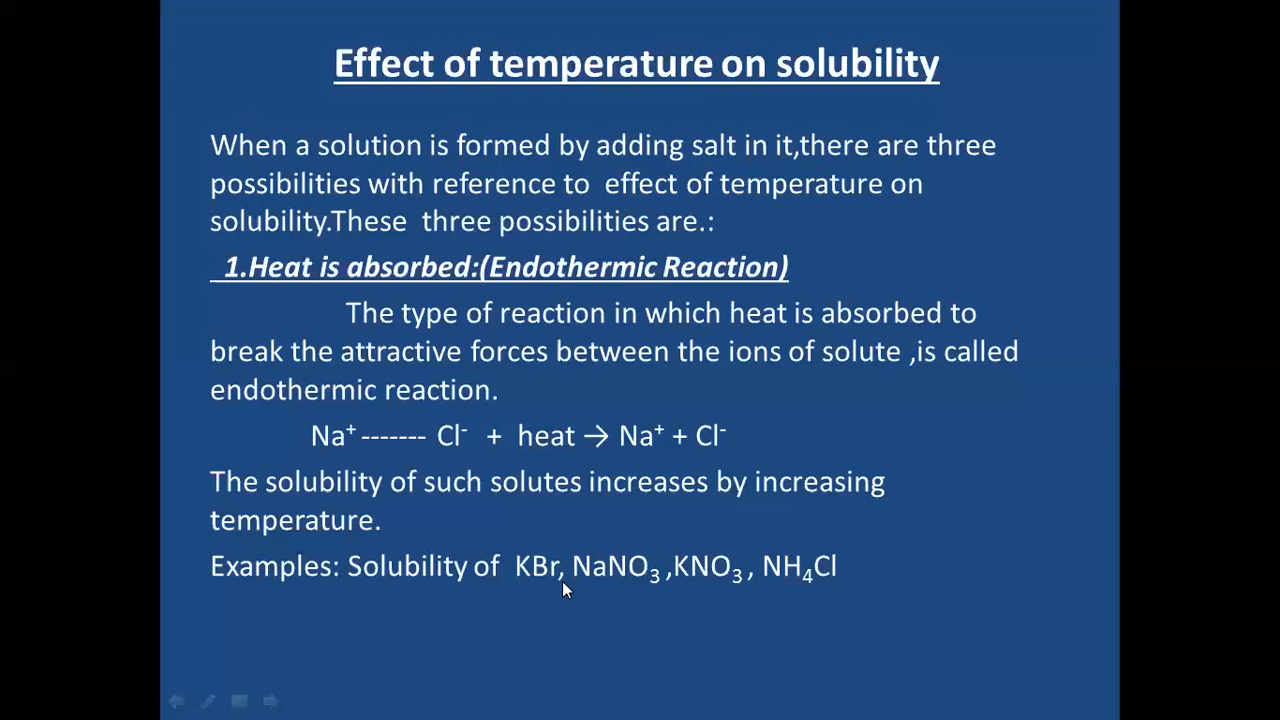 Effect of temperature on solubility
When a solution is formed by adding salt in it,there are three
possibilities with reference to  effect of temperature on
solubility.These  three possibilities are.:
1.Heat is absorbed:(Endothermic Reaction)
The type of reaction in which heat is absorbed to
break the attractive forces between the ions of solute ,is called
endothermic reaction.
Na⁺ ------- Cl⁻  +  heat → Na⁺ + Cl⁻
The solubility of such solutes increases by increasing
temperature.
Examples: Solubility of  KBr, NaNO₃ ,KNO₃ , NH₄Cl